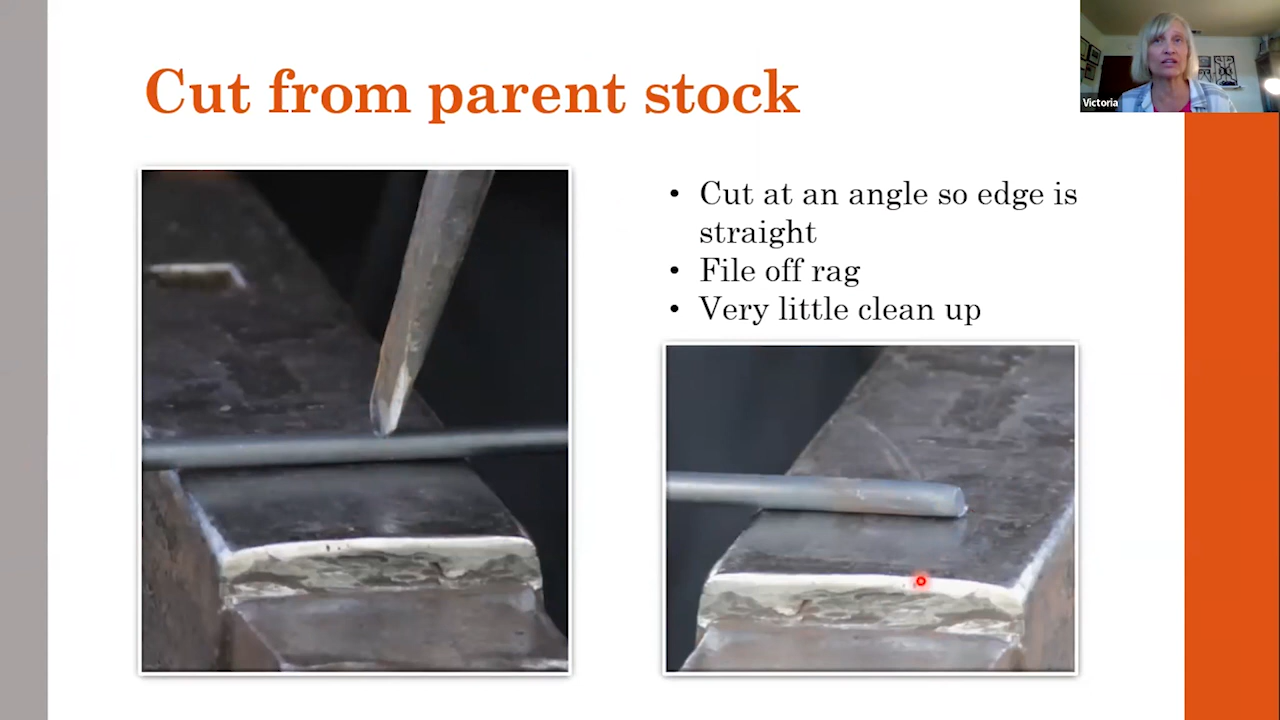 Cut from parent stock
Victoria
• Cut at an angle so edge is
straight
• File off rag
• Very little clean up